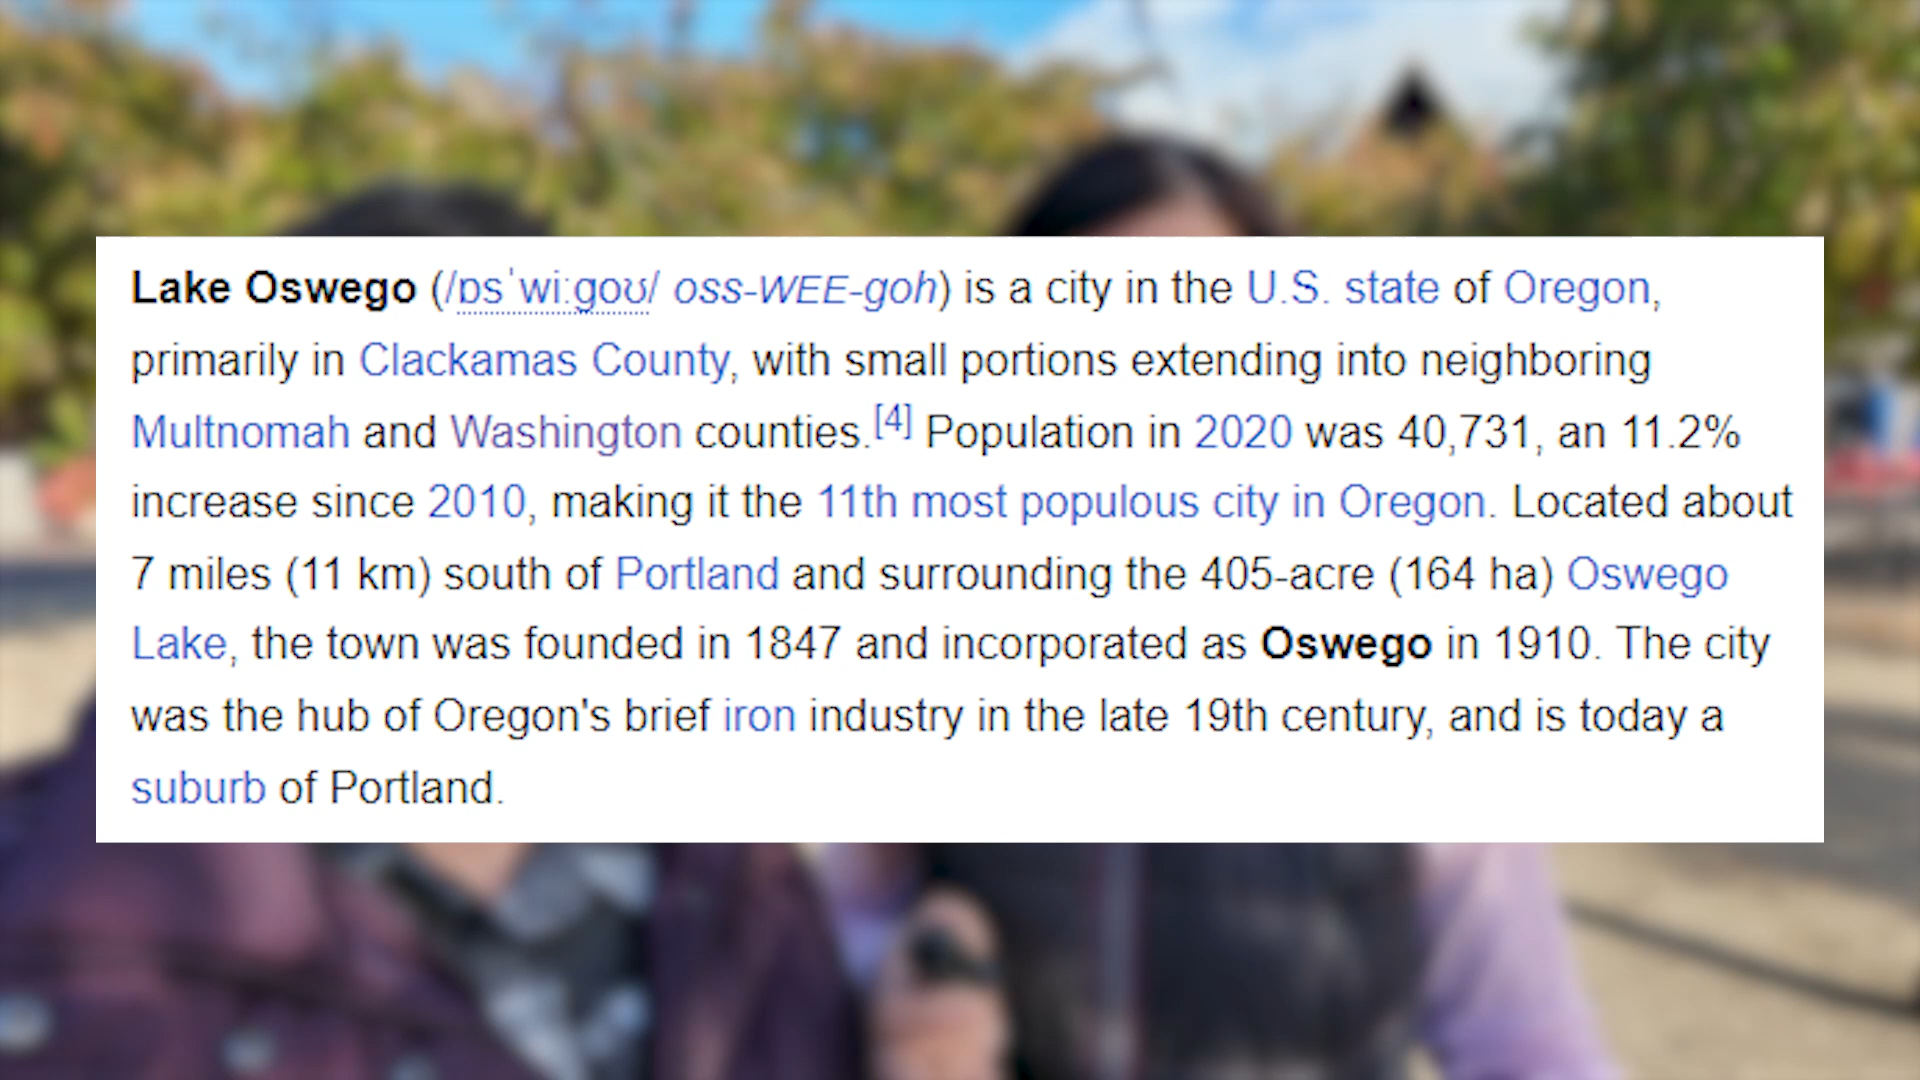 Lake Oswego (/ɒsˈwiːɡoʊ/ oss-WEE-goh) is a city in the U.S. state of Oregon,
primarily in Clackamas County, with small portions extending into neighboring
Multnomah and Washington counties.[4] Population in 2020 was 40,731, an 11.2%
increase since 2010, making it the 11th most populous city in Oregon. Located about
7 miles (11 km) south of Portland and surrounding the 405-acre (164 ha) Oswego
Lake, the town was founded in 1847 and incorporated as Oswego in 1910. The city
was the hub of Oregon's brief iron industry in the late 19th century, and is today a
suburb of Portland.